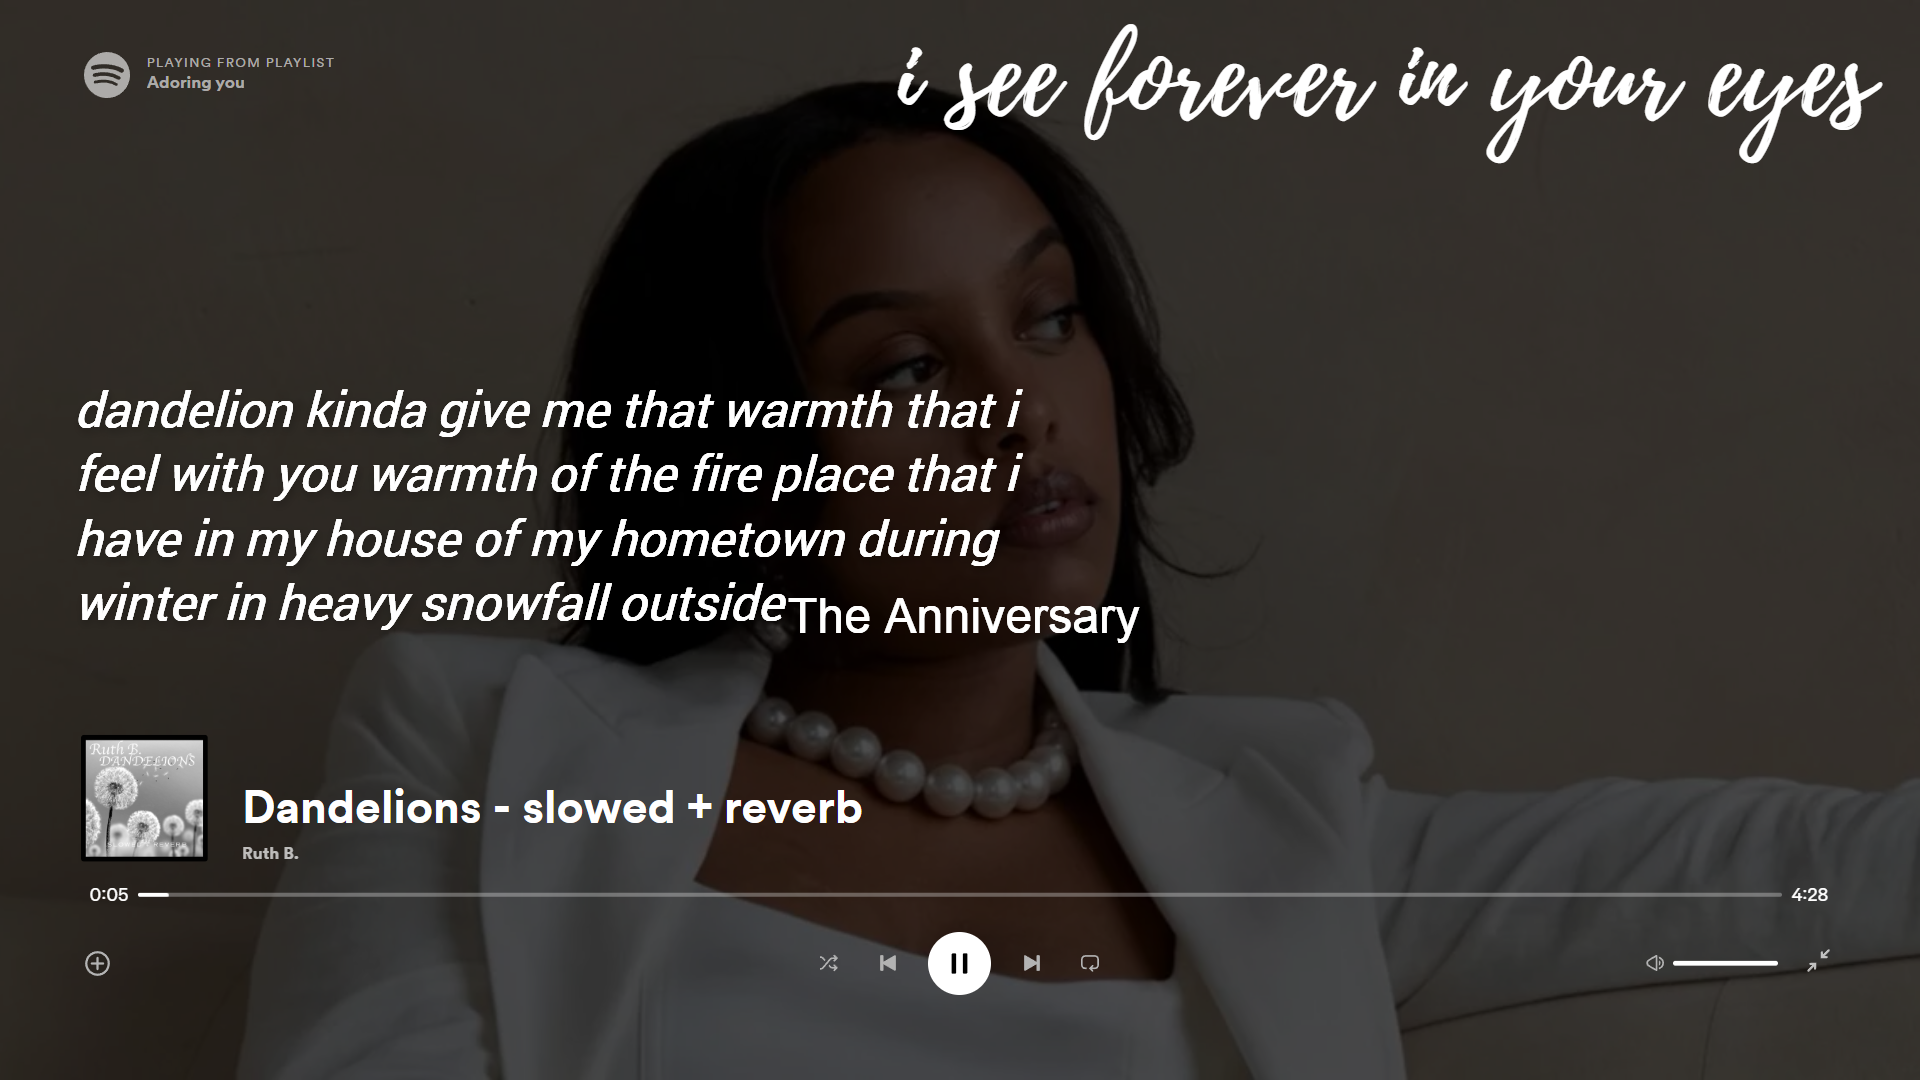 PLAYING FROM PLAYLIST
Adoring you
i see forever in your eyes
dandelion kinda give me that warmth that i
feel with you warmth of the fire place that i
have in my house of my hometown during
winter in heavy snowfall outside
The Anniversary
Ruth B.
DANDELIONS
SLOWED + REVERB
Dandelions - slowed + reverb
Ruth B.
0:05
4:28